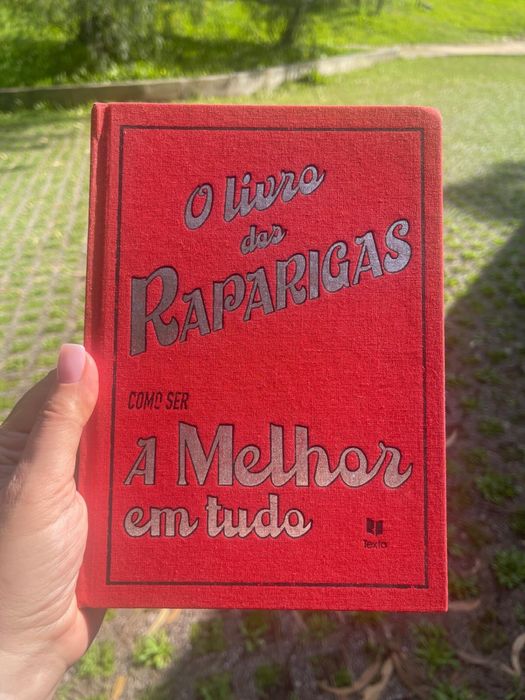 O livro
das
RAPARIGAS
COMO SER
A Melhor
em tudo
Texto